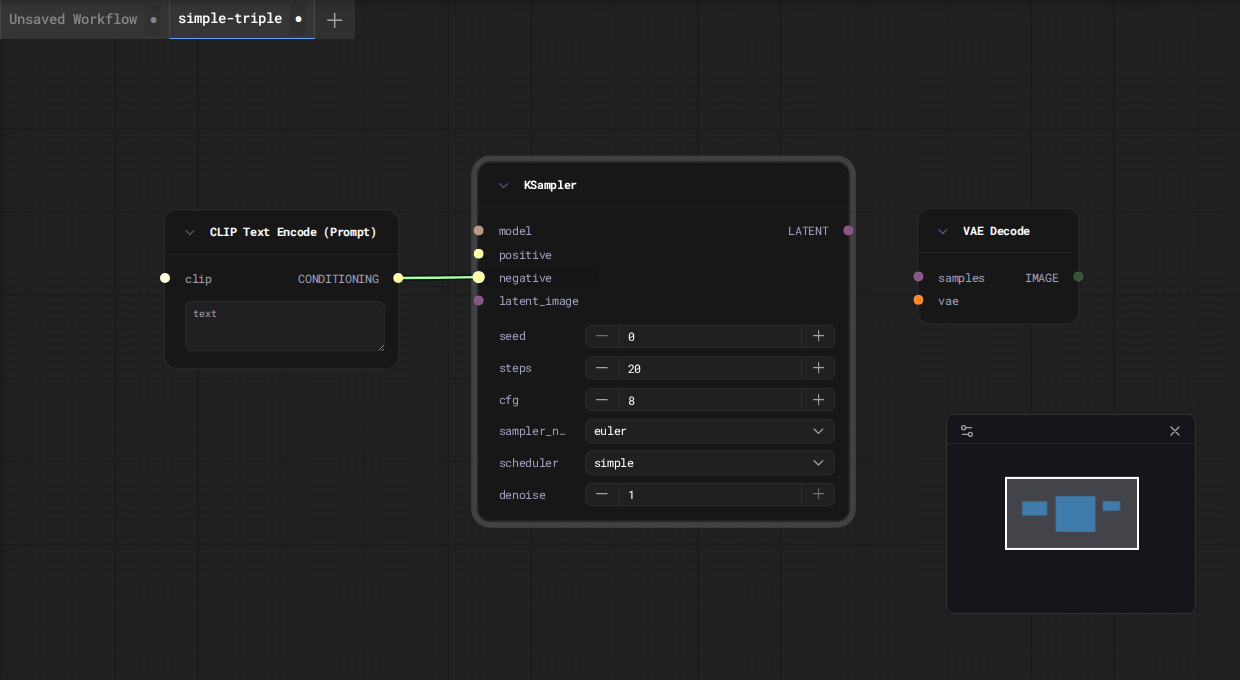 Unsaved Workflow
simple-triple
CLIP Text Encode (Prompt)
clip
CONDITIONING
text
KSampler
model
LATENT
positive
negative
latent_image
seed
0
steps
20
cfg
8
sampler_n…
euler
scheduler
simple
denoise
1
VAE Decode
samples
IMAGE
vae